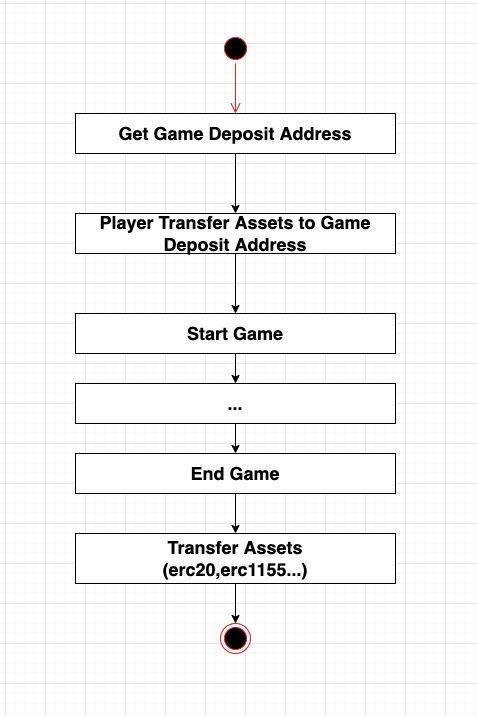 Get Game Deposit Address
Player Transfer Assets to Game
Deposit Address
Start Game
...
End Game
Transfer Assets
(erc20,erc1155...)